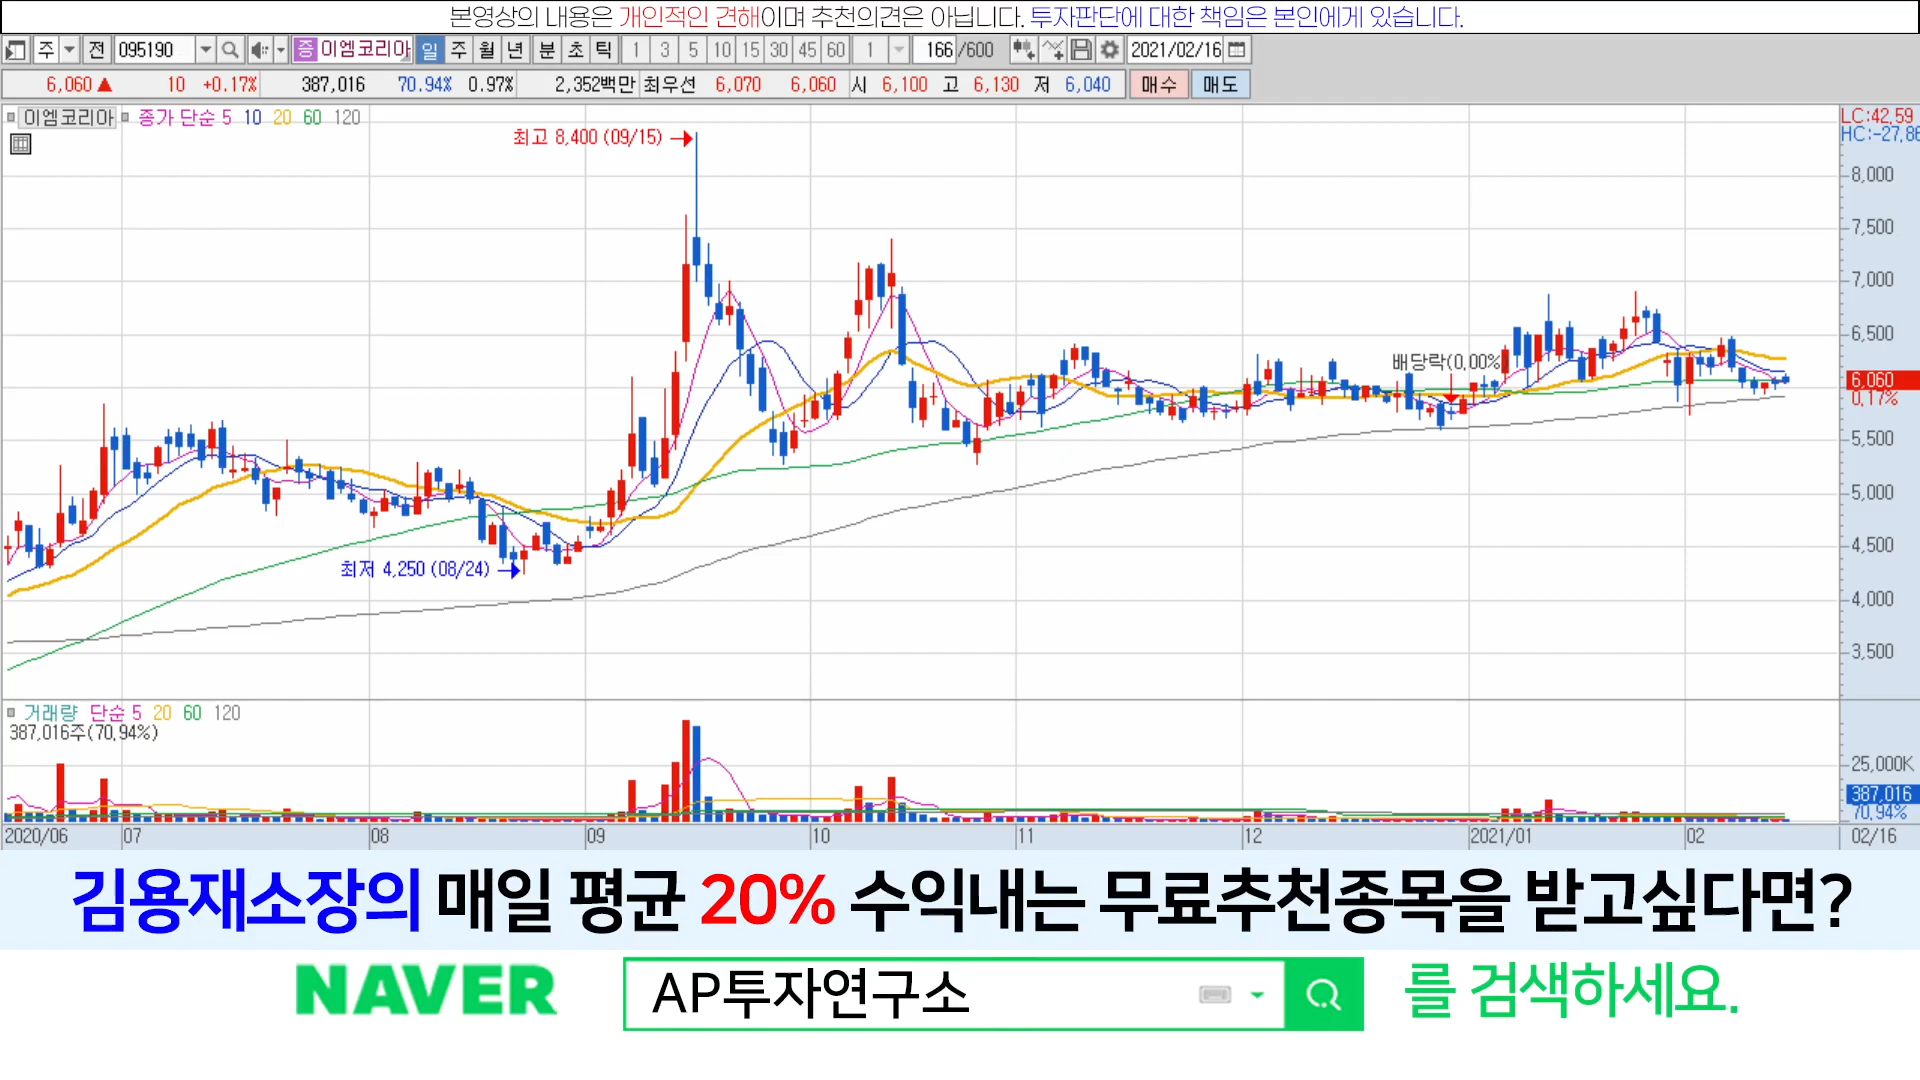 본영상의 내용은 개인적인 견해이며 추천의견은 아닙니다. 투자판단에 대한 책임은 본인에게 있습니다.
주 전 095190 증 이엠코리아 일 주 월 년 분 초 틱 1 3 5 10 15 30 45 60 1 166 /600 2021/02/16
6,060 ▲ 10 +0.17% 387,016 70.94% 0.97% 2,352백만 최우선 6,070 6,060 시 6,100 고 6,130 저 6,040 매수 매도
이엠코리아 종가 단순 5 10 20 60 120
LC:42,59
HC:-27,86
최고 8,400 (09/15)
8,000
7,500
7,000
6,500
배당락(0,00%)
6,060
0,17%
5,500
5,000
4,500
최저 4,250 (08/24)
4,000
3,500
거래량 단순 5 20 60 120
387,016주(70,94%)
25,000K
387,016
70,94%
2020/06 07 08 09 10 11 12 2021/01 02 02/16
김용재소장의 매일 평균 20% 수익내는 무료추천종목을 받고싶다면?
NAVER AP투자연구소 를 검색하세요.